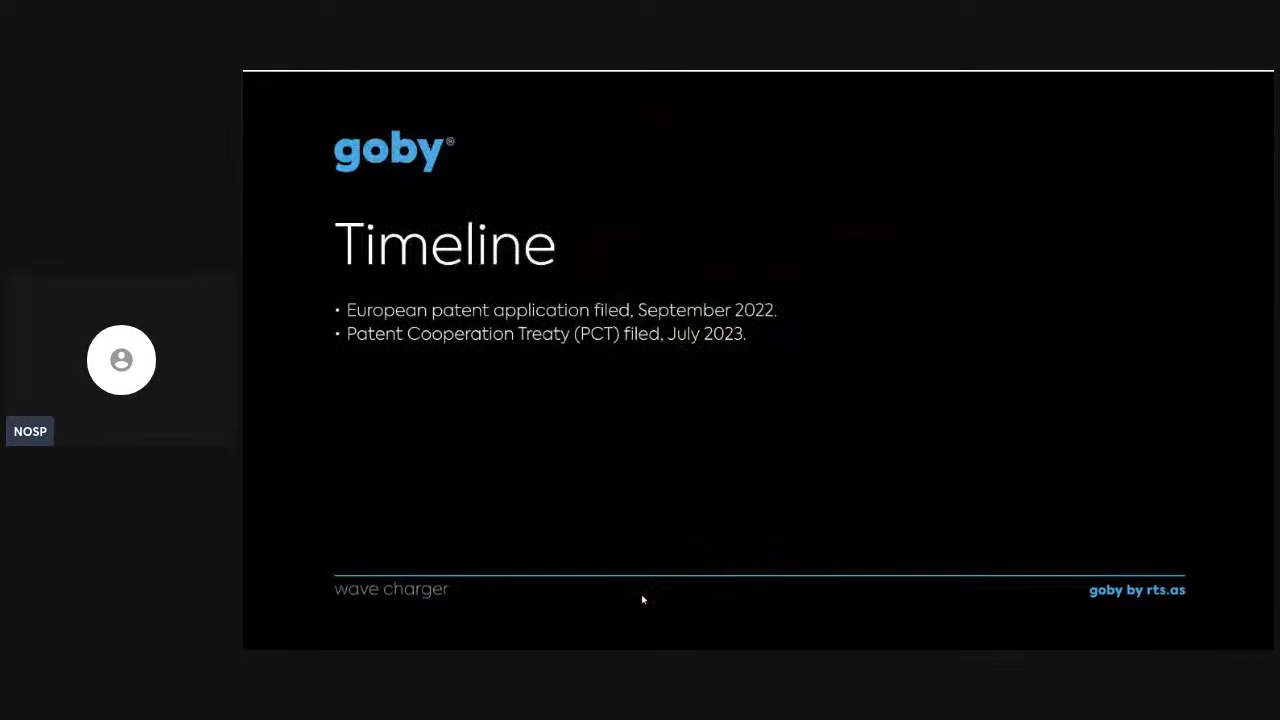 goby®
Timeline
• European patent application filed, September 2022.
• Patent Cooperation Treaty (PCT) filed, July 2023.
NOSP
wave charger
goby by rts.as